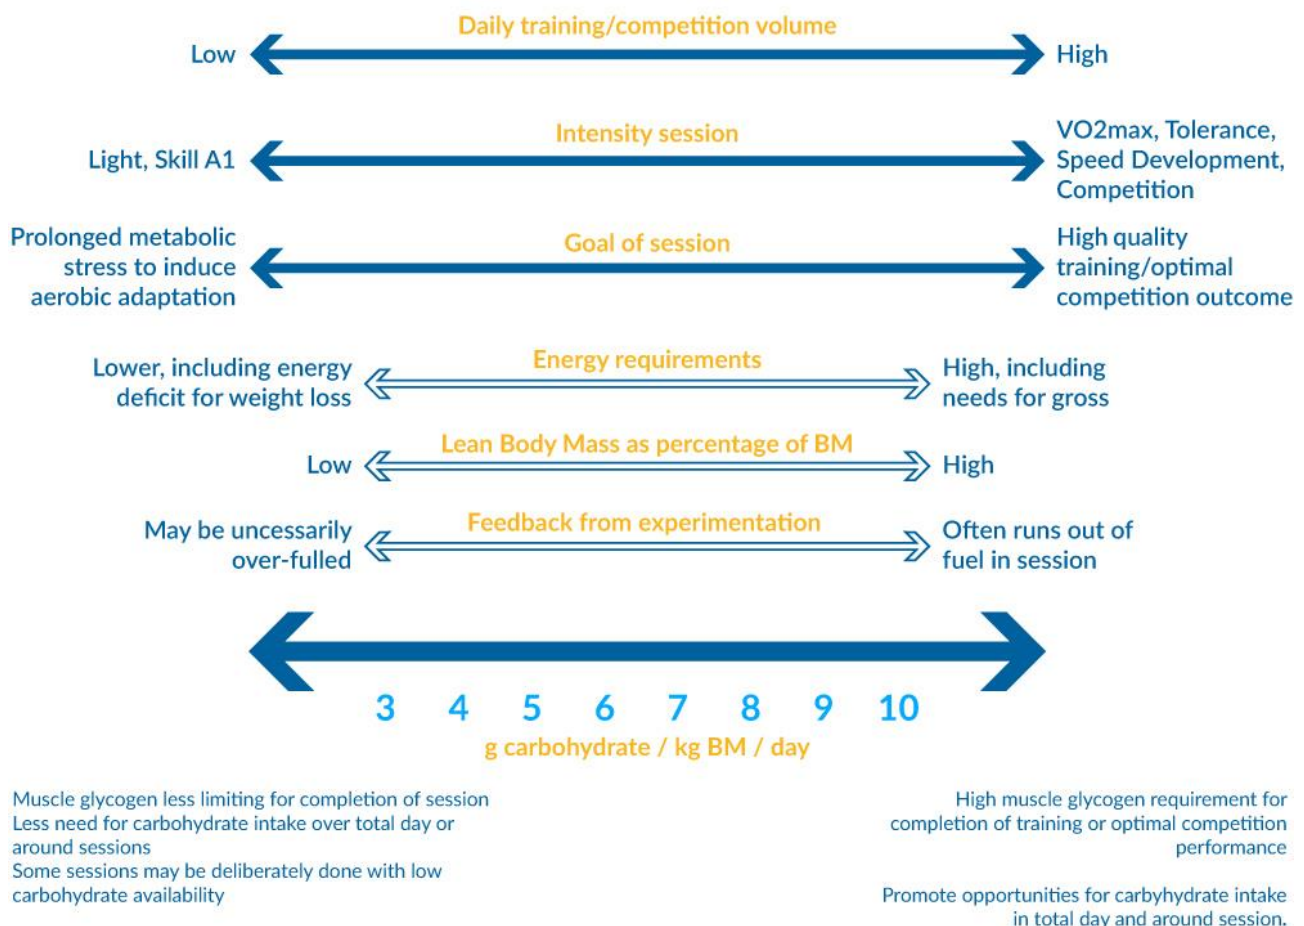 Daily training/competition volume
Low
High
Intensity session
Light, Skill A1
VO2max, Tolerance,
Speed Development,
Competition
Goal of session
Prolonged metabolic
stress to induce
aerobic adaptation
High quality
training/optimal
competition outcome
Energy requirements
Lower, including energy
deficit for weight loss
High, including
needs for gross
Lean Body Mass as percentage of BM
Low
High
Feedback from experimentation
May be uncessarily
over-fulled
Often runs out of
fuel in session
3 4 5 6 7 8 9 10
g carbohydrate / kg BM / day
Muscle glycogen less limiting for completion of session
Less need for carbohydrate intake over total day or
around sessions
Some sessions may be deliberately done with low
carbohydrate availability
High muscle glycogen requirement for
completion of training or optimal competition
performance
Promote opportunities for carbyhydrate intake
in total day and around session.